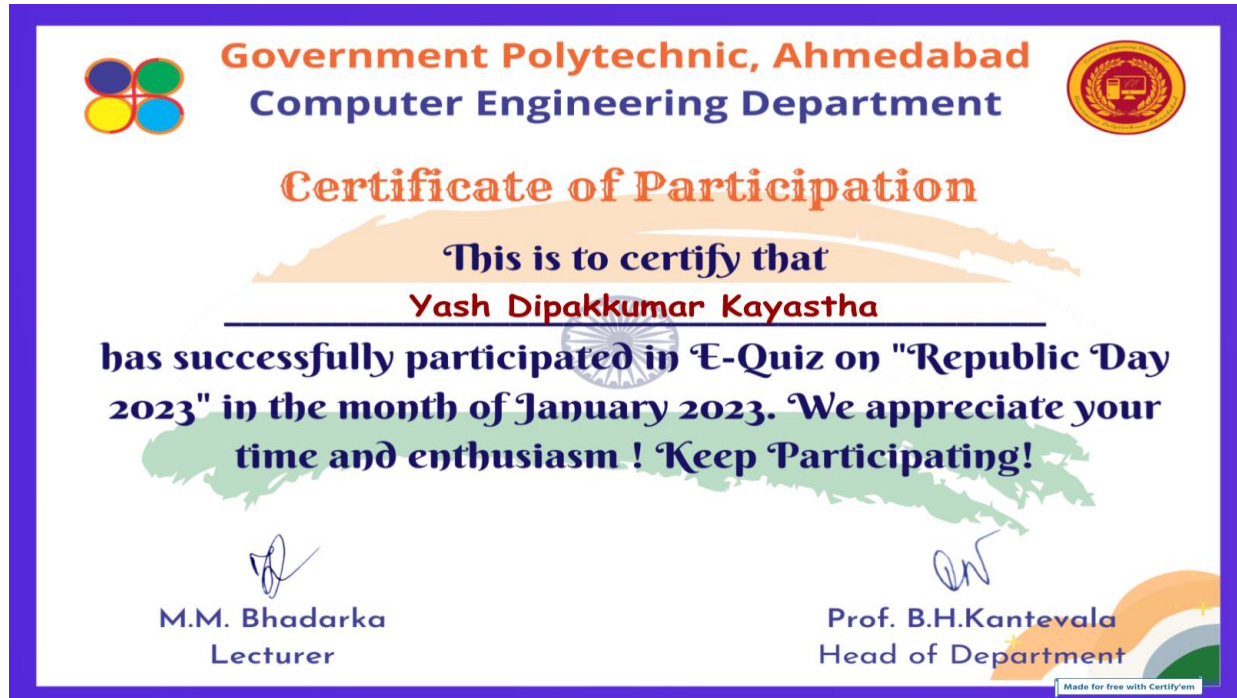 Government Polytechnic, Ahmedabad
Computer Engineering Department
Certificate of Participation
This is to certify that
Yash Dipakkumar Kayastha
has successfully participated in E-Quiz on "Republic Day
2023" in the month of January 2023. We appreciate your
time and enthusiasm ! Keep Participating!
M.M. Bhadarka
Lecturer
Prof. B.H.Kantevala
Head of Department
Made for free with Certify'em